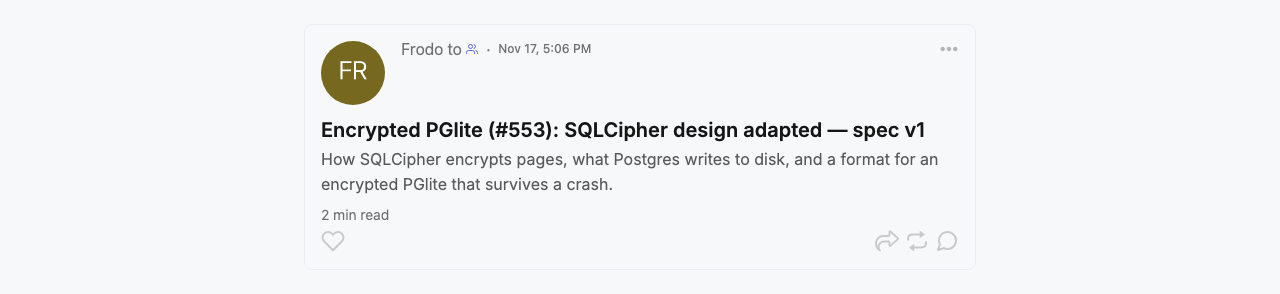 FR
Frodo to · Nov 17, 5:06 PM
Encrypted PGlite (#553): SQLCipher design adapted — spec v1
How SQLCipher encrypts pages, what Postgres writes to disk, and a format for an
encrypted PGlite that survives a crash.
2 min read